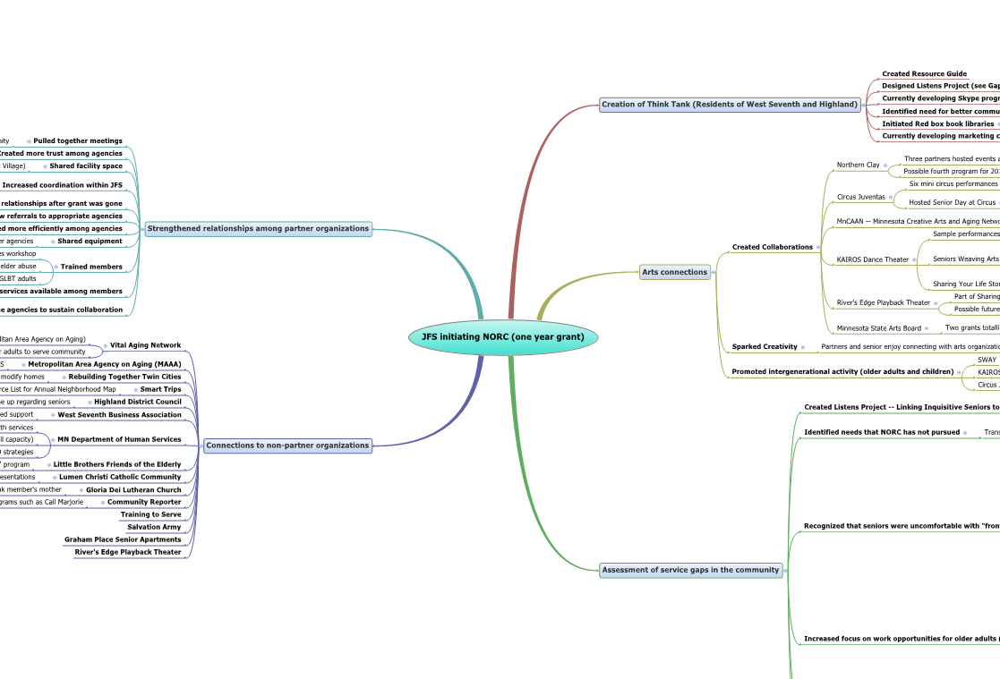 JFS initiating NORC (one year grant)
Creation of Think Tank (Residents of West Seventh and Highland)
Created Resource Guide
Designed Listens Project (see
Currently developing Skype
Identified need for better
Initiated Red box book libraries
Currently developing marketing
Arts connections
Created Collaborations
Northern Clay
Three partners hosted events
Possible fourth program for
Circus Juventas
Six mini circus performances
Hosted Senior Day at Circus
MnCAAN -- Minnesota Creative Arts and Aging
KAIROS Dance Theater
Sample performances
Seniors Weaving Arts
Sharing Your Life
River's Edge Playback Theater
Part of Sharing
Possible future
Minnesota State Arts Board
Two grants
Sparked Creativity
Partners and senior enjoy connecting with arts
Promoted intergenerational activity (older adults and children)
SWAY
KAIROS
Circus
Assessment of service gaps in the community
Created Listens Project -- Linking Inquisitive Seniors to
Identified needs that NORC has not pursued
Recognized that seniors were uncomfortable with
Increased focus on work opportunities for older adults
Strengthened relationships among partner organizations
Pulled together meetings
Created more trust among agencies
Village)
Shared facility space
Increased coordination within JFS
relationships after grant was gone
referrals to appropriate agencies
more efficiently among agencies
agencies
Shared equipment
workshop
elder abuse
GLBT adults
Trained members
services available among members
agencies to sustain collaboration
Connections to non-partner organizations
Area Agency on Aging)
adults to serve community
Vital Aging Network
Metropolitan Area Agency on Aging (MAAA)
modify homes
Rebuilding Together Twin Cities
List for Annual Neighborhood Map
Smart Trips
up regarding seniors
Highland District Council
support
West Seventh Business Association
services
capacity)
strategies
MN Department of Human Services
program
Little Brothers Friends of the Elderly
Lumen Christi Catholic Community
member's mother
Gloria Dei Lutheran Church
such as Call Marjorie
Community Reporter
Training to Serve
Salvation Army
Graham Place Senior Apartments
River's Edge Playback Theater